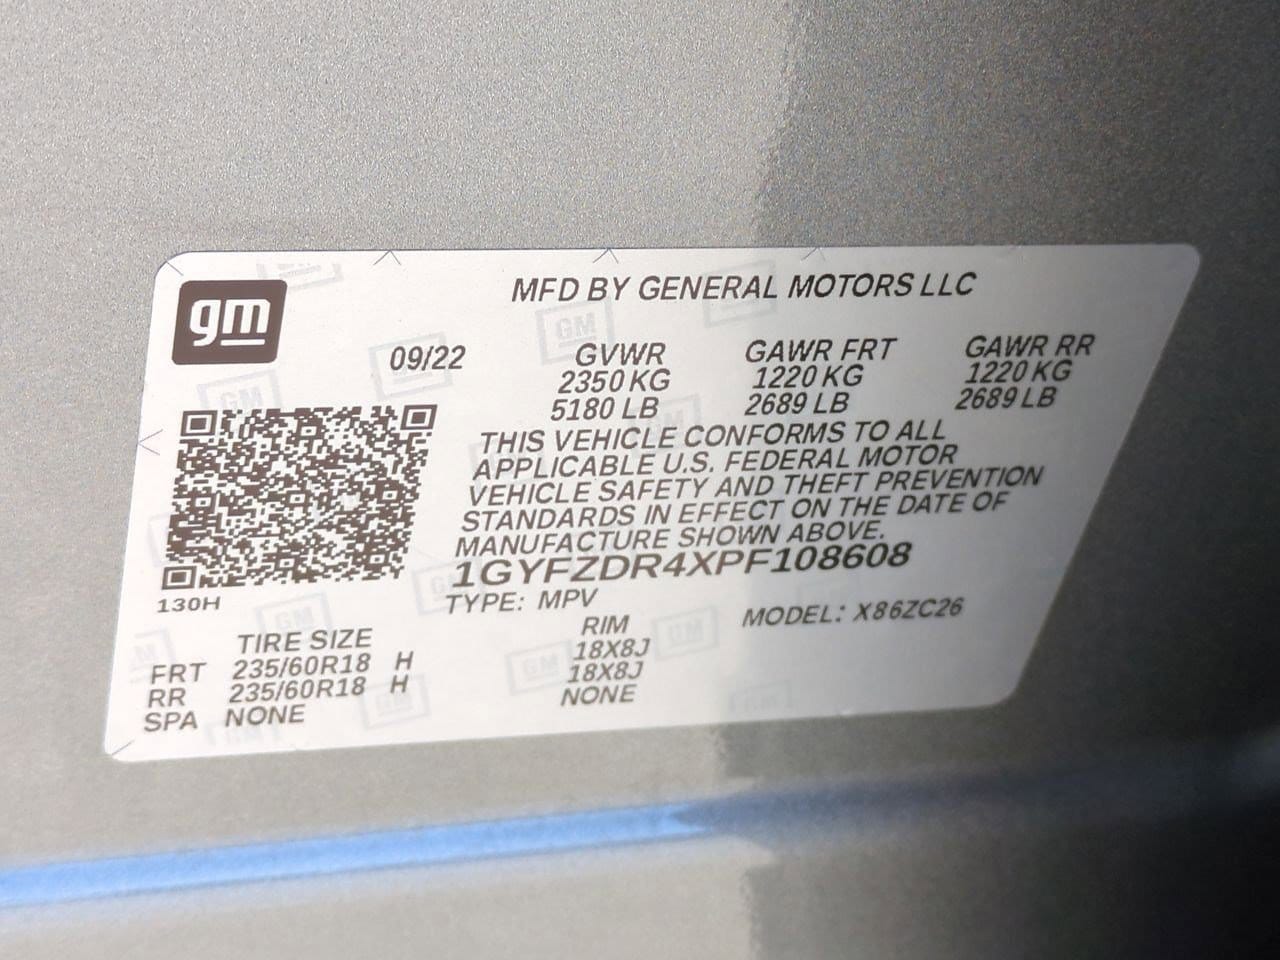 gm
MFD BY GENERAL MOTORS LLC
09/22
GVWR GAWR FRT GAWR RR
2350 KG 1220 KG 1220 KG
5180 LB 2689 LB 2689 LB
THIS VEHICLE CONFORMS TO ALL
APPLICABLE U.S. FEDERAL MOTOR
VEHICLE SAFETY AND THEFT PREVENTION
STANDARDS IN EFFECT ON THE DATE OF
MANUFACTURE SHOWN ABOVE.
1GYFZDR4XPF108608
130H
TYPE: MPV MODEL: X86ZC26
TIRE SIZE RIM
FRT 235/60R18 H 18X8J
RR 235/60R18 H 18X8J
SPA NONE NONE